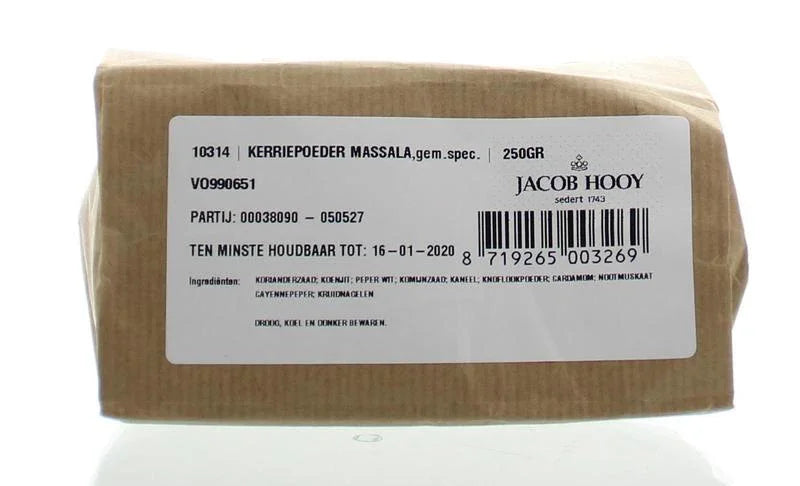 10314 | KERRIEPOEDER MASSALA,gem.spec. | 250GR
VO990651
JACOB HOOY
sedert 1743
PARTIJ: 00038090 - 050527
TEN MINSTE HOUDBAAR TOT: 16-01-2020
8 719265 003269
Ingrediënten: KORIANDERZAAD; KOENJIT; PEPER WIT; KOMIJNZAAD; KANEEL; KNOFLOOKPOEDER; CARDAMOM; NOOTMUSKAAT
CAYENNEPEPER; KRUIDNAGELEN
DROOG, KOEL EN DONKER BEWAREN.